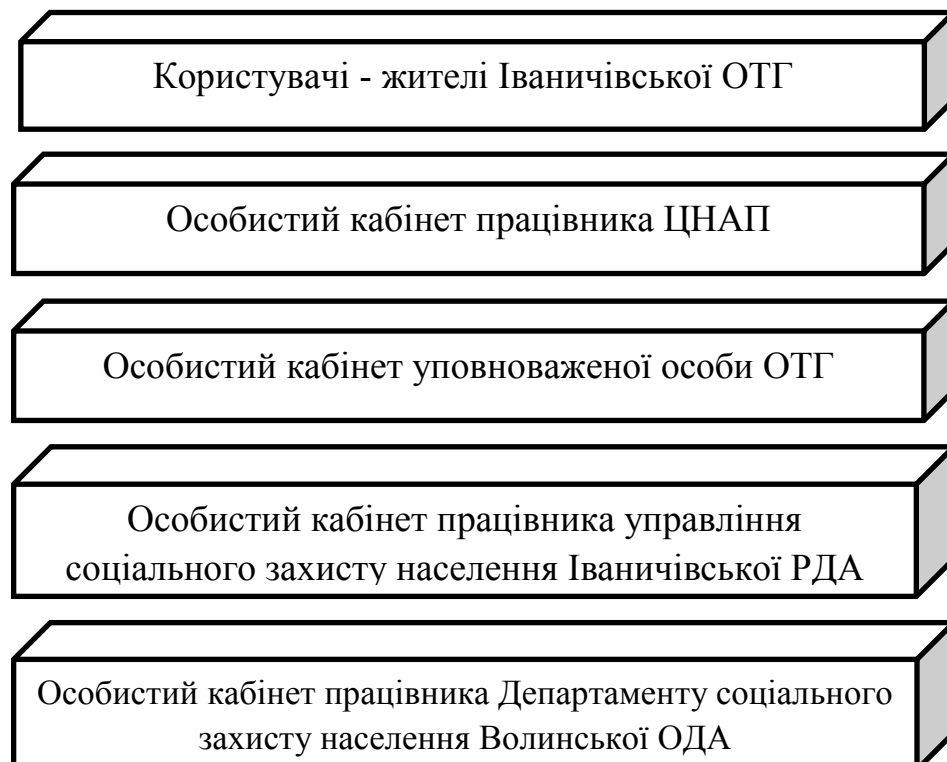 Користувачі - жителі Іваничівської ОТГ
Особистий кабінет працівника ЦНАП
Особистий кабінет уповноваженої особи ОТГ
Особистий кабінет працівника управління
соціального захисту населення Іваничівської РДА
Особистий кабінет працівника Департаменту соціального
захисту населення Волинської ОДА